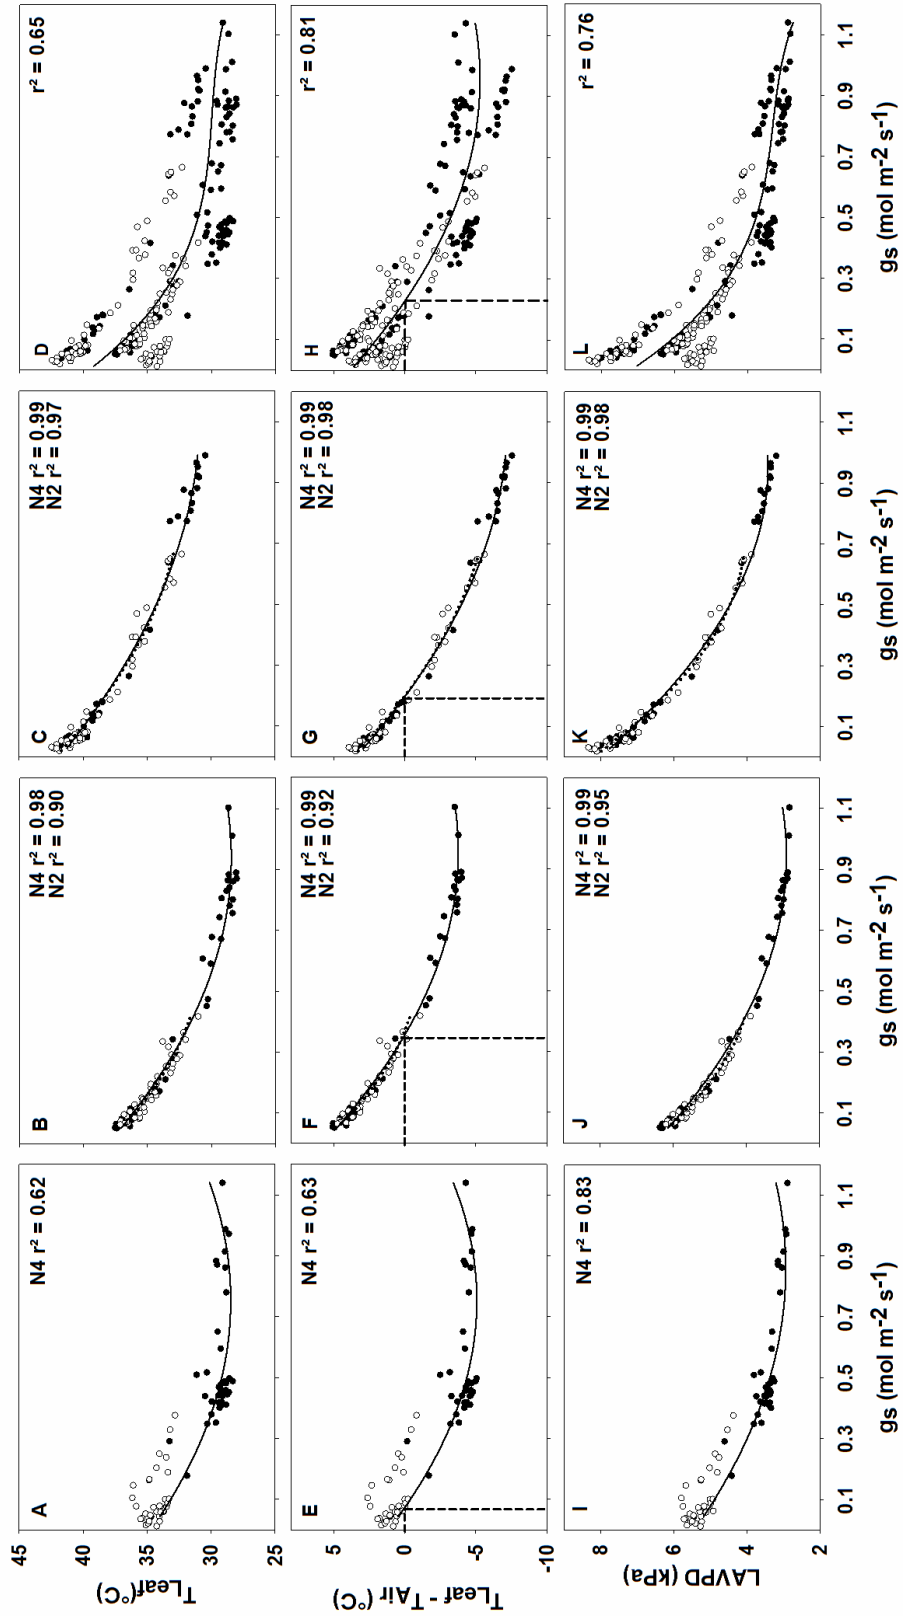 45
40
35
30
25
TLeaf(°C)
A
N4 r² = 0.62
B
N4 r² = 0.98
N2 r² = 0.90
C
N4 r² = 0.99
N2 r² = 0.97
D
r² = 0.65
5
0
-5
-10
TLeaf - TAir (°C)
E
N4 r² = 0.63
F
N4 r² = 0.99
N2 r² = 0.92
G
N4 r² = 0.99
N2 r² = 0.98
H
r² = 0.81
8
6
4
2
LAVPD (kPa)
I
N4 r² = 0.83
J
N4 r² = 0.99
N2 r² = 0.95
K
N4 r² = 0.99
N2 r² = 0.98
L
r² = 0.76
0.1 0.3 0.5 0.7 0.9 1.1
gs (mol m-2 s-1)
0.1 0.3 0.5 0.7 0.9 1.1
gs (mol m-2 s-1)
0.1 0.3 0.5 0.7 0.9 1.1
gs (mol m-2 s-1)
0.1 0.3 0.5 0.7 0.9 1.1
gs (mol m-2 s-1)